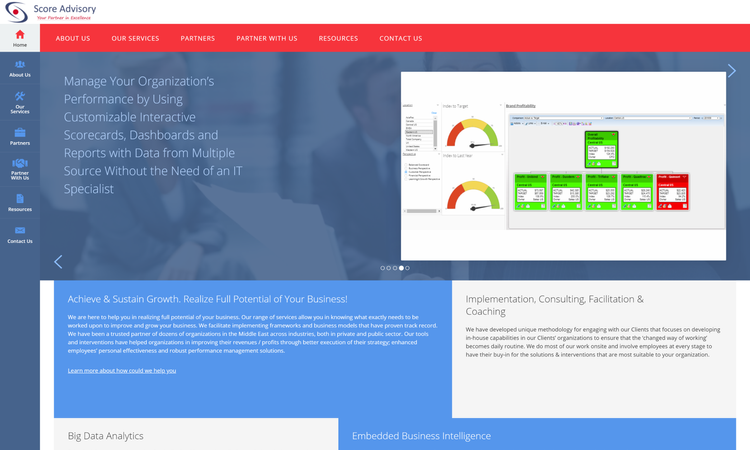 Score Advisory
Your Partner in Excellence
Home
About Us
Our
Services
Partners
Partner
With Us
Resources
Contact Us
ABOUT US
OUR SERVICES
PARTNERS
PARTNER WITH US
RESOURCES
CONTACT US
Manage Your Organization's
Performance by Using
Customizable Interactive
Scorecards, Dashboards and
Reports with Data from Multiple
Source Without the Need of an IT
Specialist
Index to Target
Index to Last Year
Brand Profitability
Achieve & Sustain Growth. Realize Full Potential of Your Business!
We are here to help you in realizing full potential of your business. Our range of services allow you in knowing what exactly needs to be
worked upon to improve and grow your business. We facilitate implementing frameworks and business models that have proven track record.
We have been a trusted partner of dozens of organizations in the Middle East across industries, both in private and public sector. Our tools
and interventions have helped organizations in improving their revenues / profits through better execution of their strategy; enhanced
employees' personal effectiveness and robust performance management solutions.
Learn more about how could we help you
Implementation, Consulting, Facilitation &
Coaching
We have developed unique methodology for engaging with our Clients that focuses on developing
in-house capabilities in our Clients' organizations to ensure that the 'changed way of working'
becomes daily routine. We do most of our work onsite and involve employees at every stage to
have their buy-in for the solutions & interventions that are most suitable to your organization.
Big Data Analytics
Embedded Business Intelligence